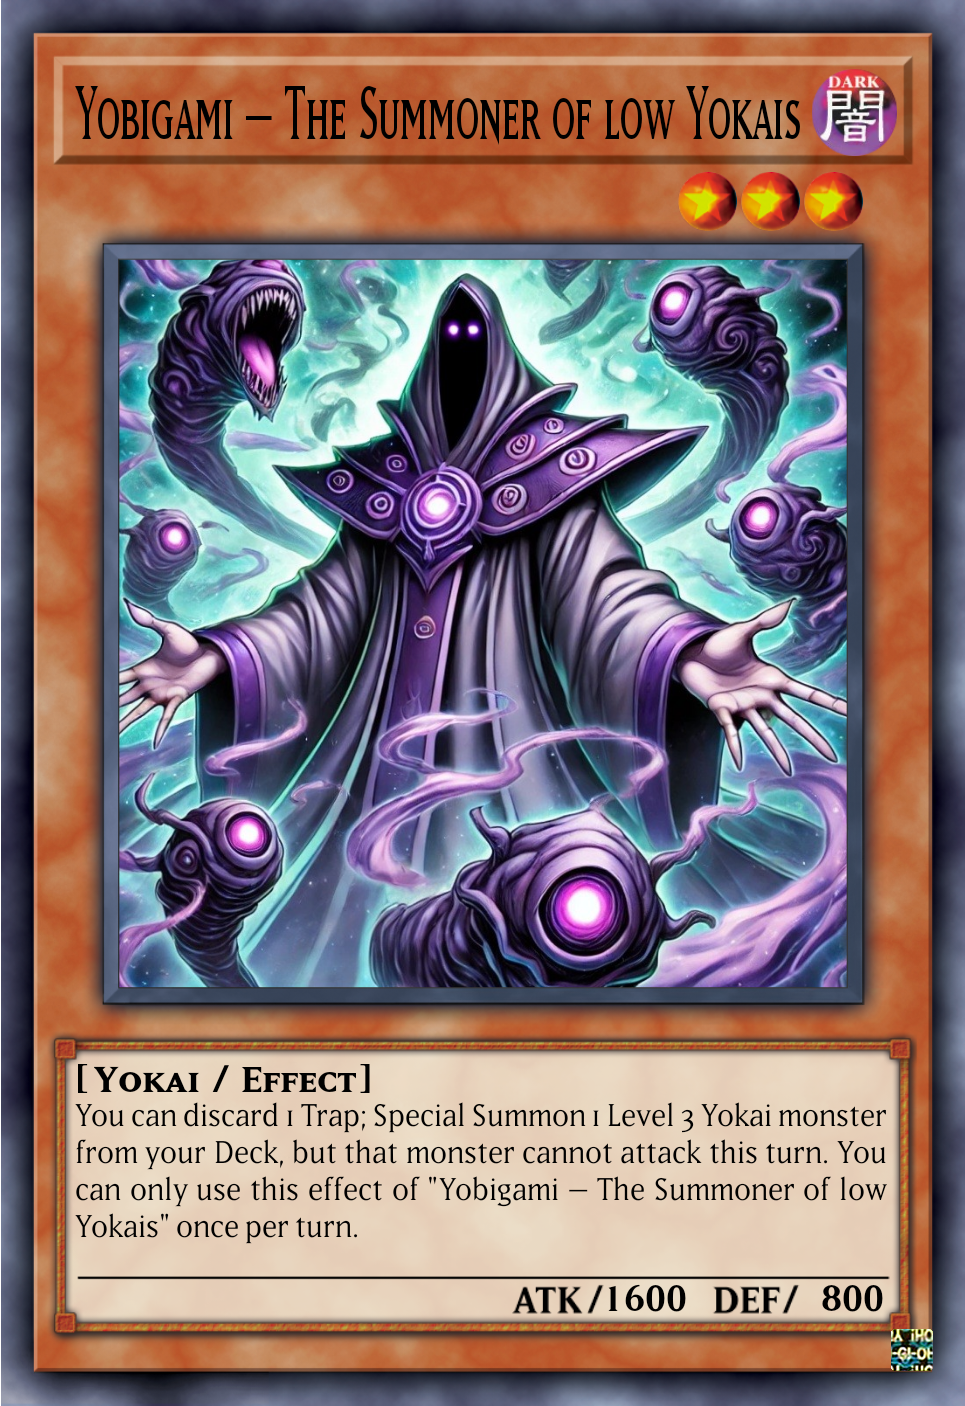 Yobigami – The Summoner of low Yokais
DARK
闇
[ Yokai / Effect ]
You can discard 1 Trap; Special Summon 1 Level 3 Yokai monster
from your Deck, but that monster cannot attack this turn. You
can only use this effect of "Yobigami – The Summoner of low
Yokais" once per turn.
ATK/1600 DEF/ 800